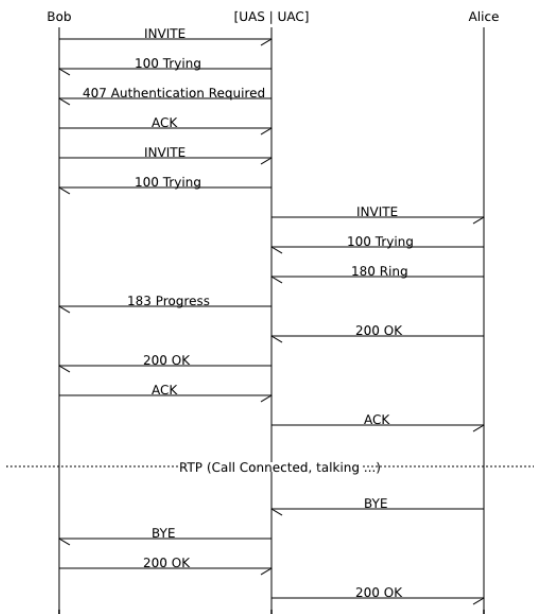 Bob [UAS | UAC] Alice
INVITE
100 Trying
407 Authentication Required
ACK
INVITE
100 Trying
INVITE
100 Trying
180 Ring
183 Progress
200 OK
200 OK
ACK
ACK
RTP (Call Connected, talking ...)
BYE
BYE
200 OK
200 OK